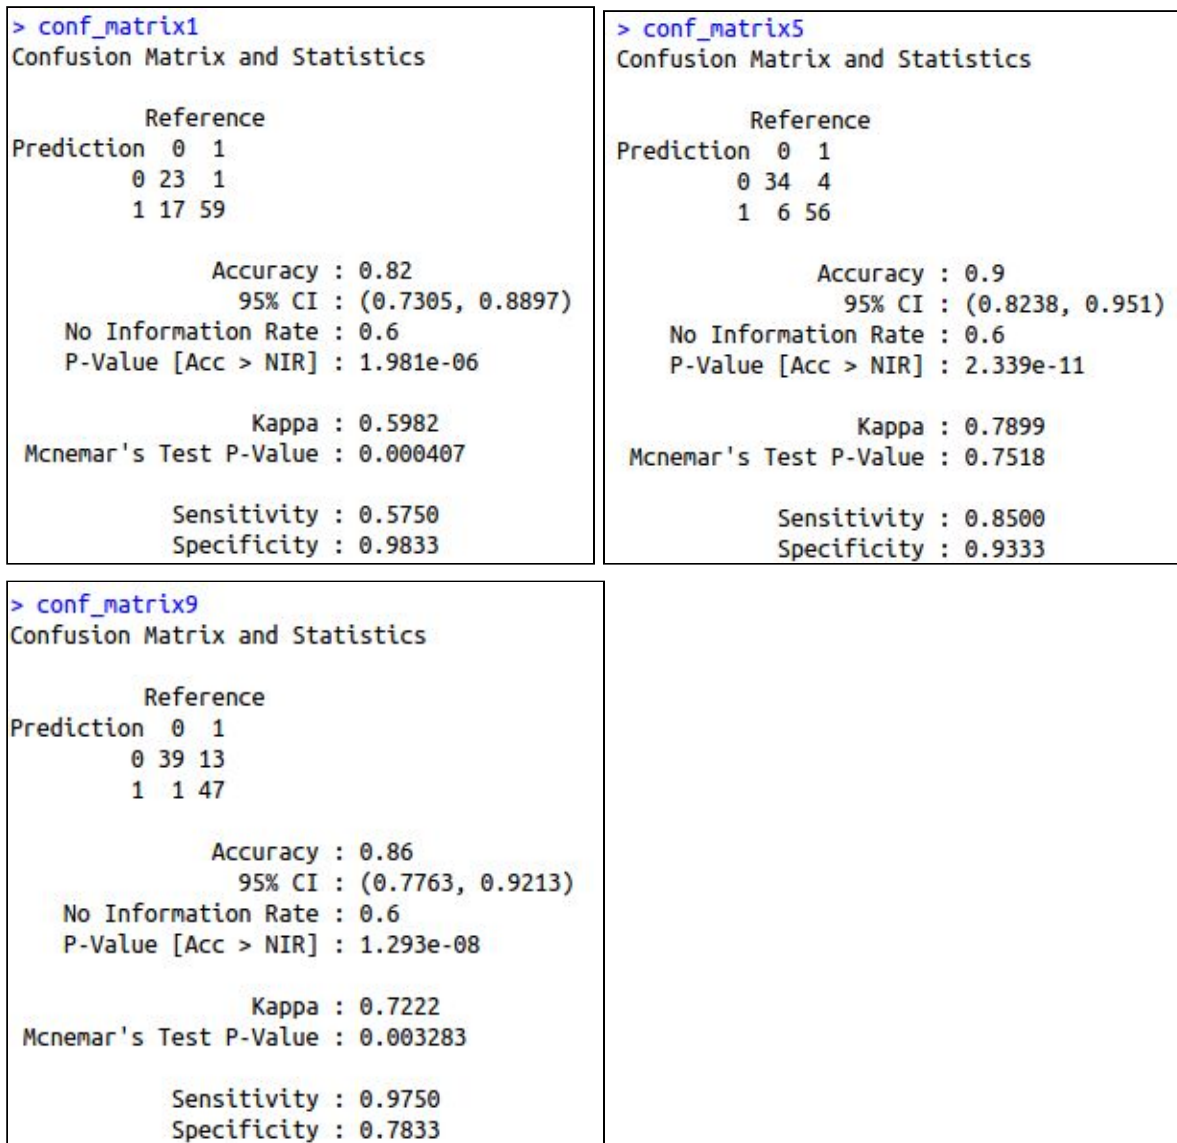 > conf_matrix1
Confusion Matrix and Statistics
Reference
Prediction 0 1
0 23 1
1 17 59
Accuracy : 0.82
95% CI : (0.7305, 0.8897)
No Information Rate : 0.6
P-Value [Acc > NIR] : 1.981e-06
Kappa : 0.5982
Mcnemar's Test P-Value : 0.000407
Sensitivity : 0.5750
Specificity : 0.9833
> conf_matrix5
Confusion Matrix and Statistics
Reference
Prediction 0 1
0 34 4
1 6 56
Accuracy : 0.9
95% CI : (0.8238, 0.951)
No Information Rate : 0.6
P-Value [Acc > NIR] : 2.339e-11
Kappa : 0.7899
Mcnemar's Test P-Value : 0.7518
Sensitivity : 0.8500
Specificity : 0.9333
> conf_matrix9
Confusion Matrix and Statistics
Reference
Prediction 0 1
0 39 13
1 1 47
Accuracy : 0.86
95% CI : (0.7763, 0.9213)
No Information Rate : 0.6
P-Value [Acc > NIR] : 1.293e-08
Kappa : 0.7222
Mcnemar's Test P-Value : 0.003283
Sensitivity : 0.9750
Specificity : 0.7833